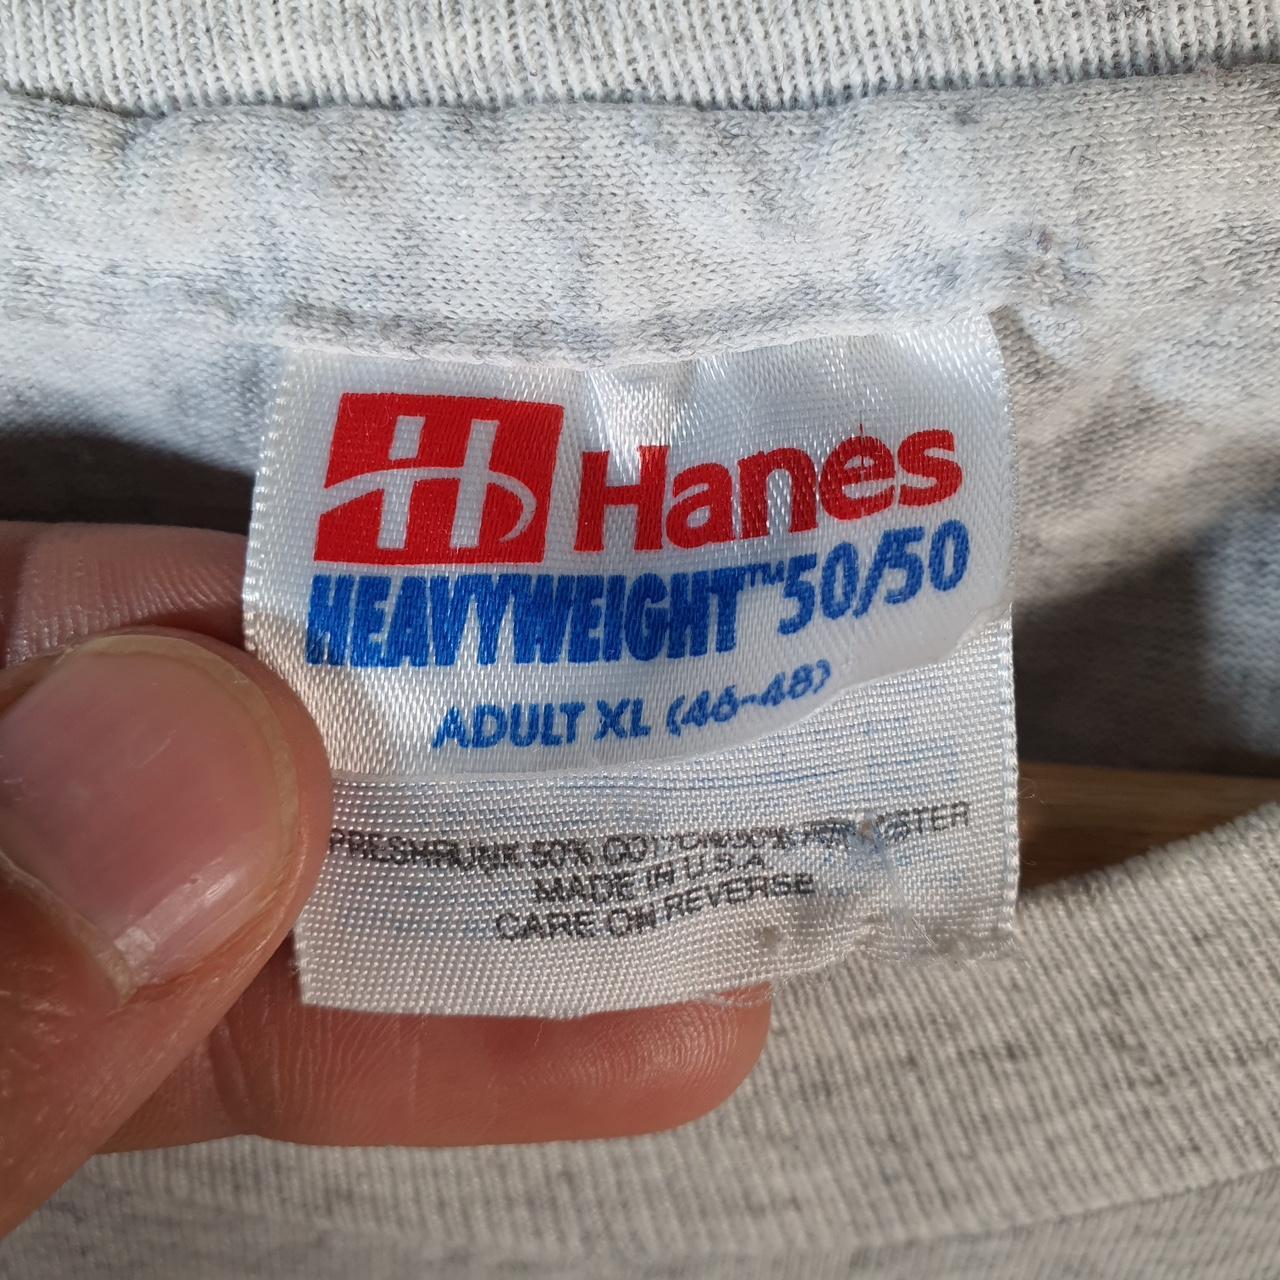 H Hanes
HEAVYWEIGHT™ 50/50
ADULT XL (46-48)
PRESHRUNK 50% COTTON/50% POLYESTER
MADE IN U.S.A.
CARE ON REVERSE